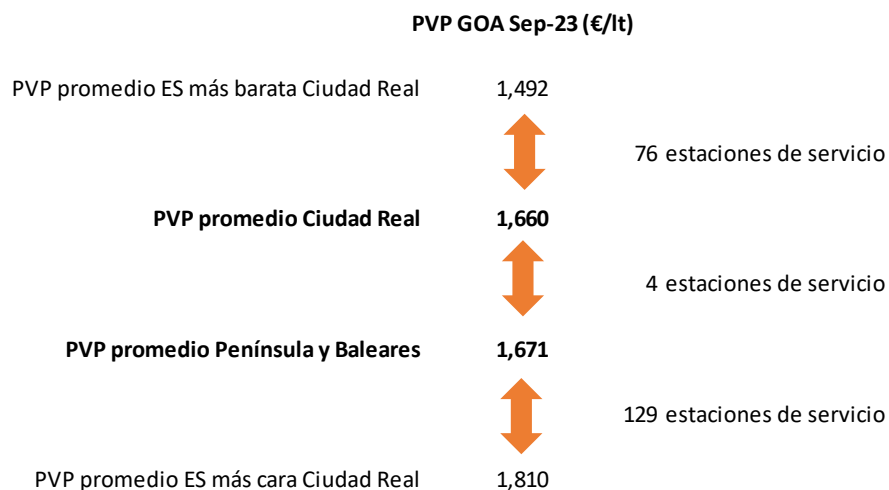 PVP GOA Sep-23 (€/lt)
PVP promedio ES más barata Ciudad Real 1,492
76 estaciones de servicio
PVP promedio Ciudad Real 1,660
4 estaciones de servicio
PVP promedio Península y Baleares 1,671
129 estaciones de servicio
PVP promedio ES más cara Ciudad Real 1,810